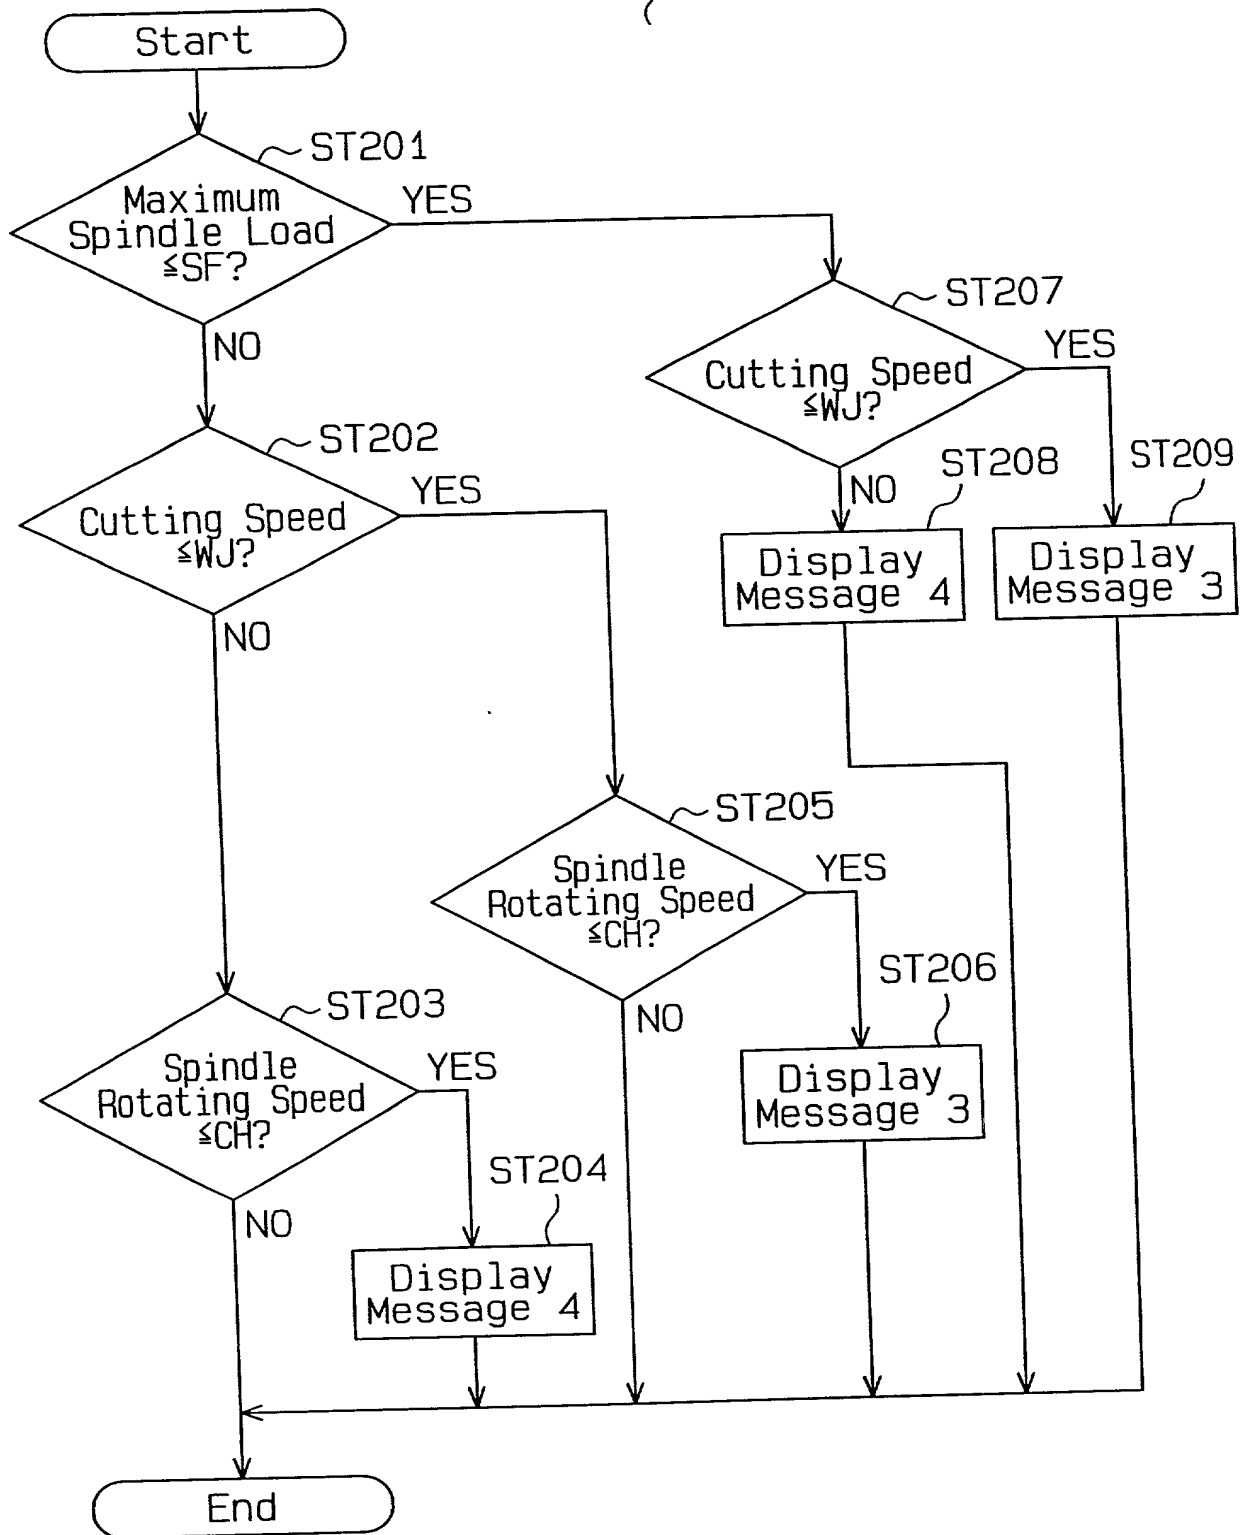 Start
ST201
Maximum
Spindle Load
≦SF?
YES
NO
ST207
Cutting Speed
≦WJ?
YES
NO
ST202
Cutting Speed
≦WJ?
YES
NO
ST208
Display
Message 4
ST209
Display
Message 3
ST205
Spindle
Rotating Speed
≦CH?
YES
NO
ST206
Display
Message 3
ST203
Spindle
Rotating Speed
≦CH?
YES
NO
ST204
Display
Message 4
End